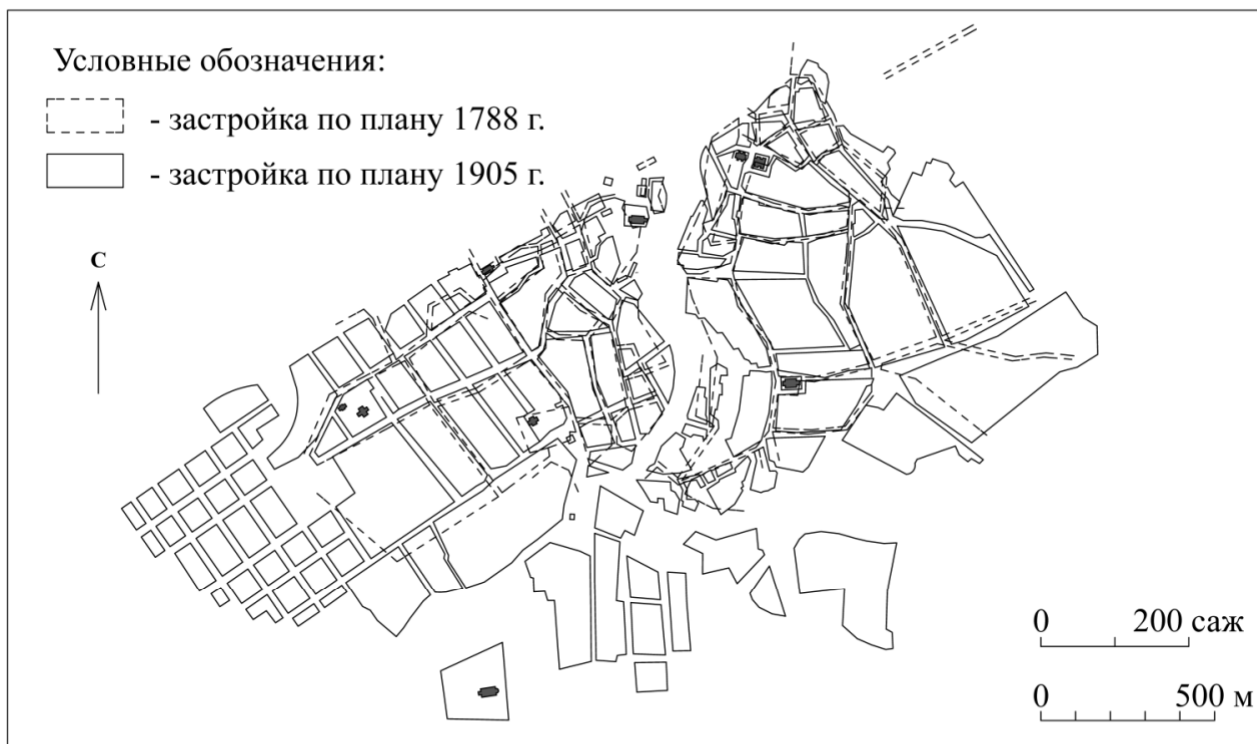 Условные обозначения:
- застройка по плану 1788 г.
- застройка по плану 1905 г.
С
0 200 саж
0 500 м